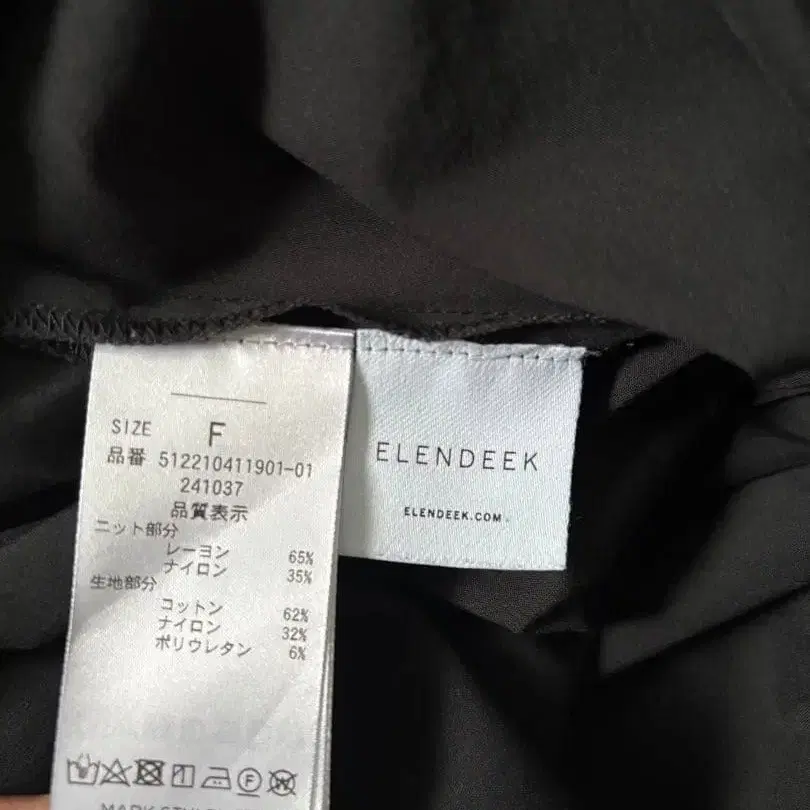 SIZE F
品番 512210411901-01
241037
品質表示
ニット部分
レーヨン 65%
ナイロン 35%
生地部分
コットン 62%
ナイロン 32%
ポリウレタン 6%
F
ELENDEEK
ELENDEEK.COM.